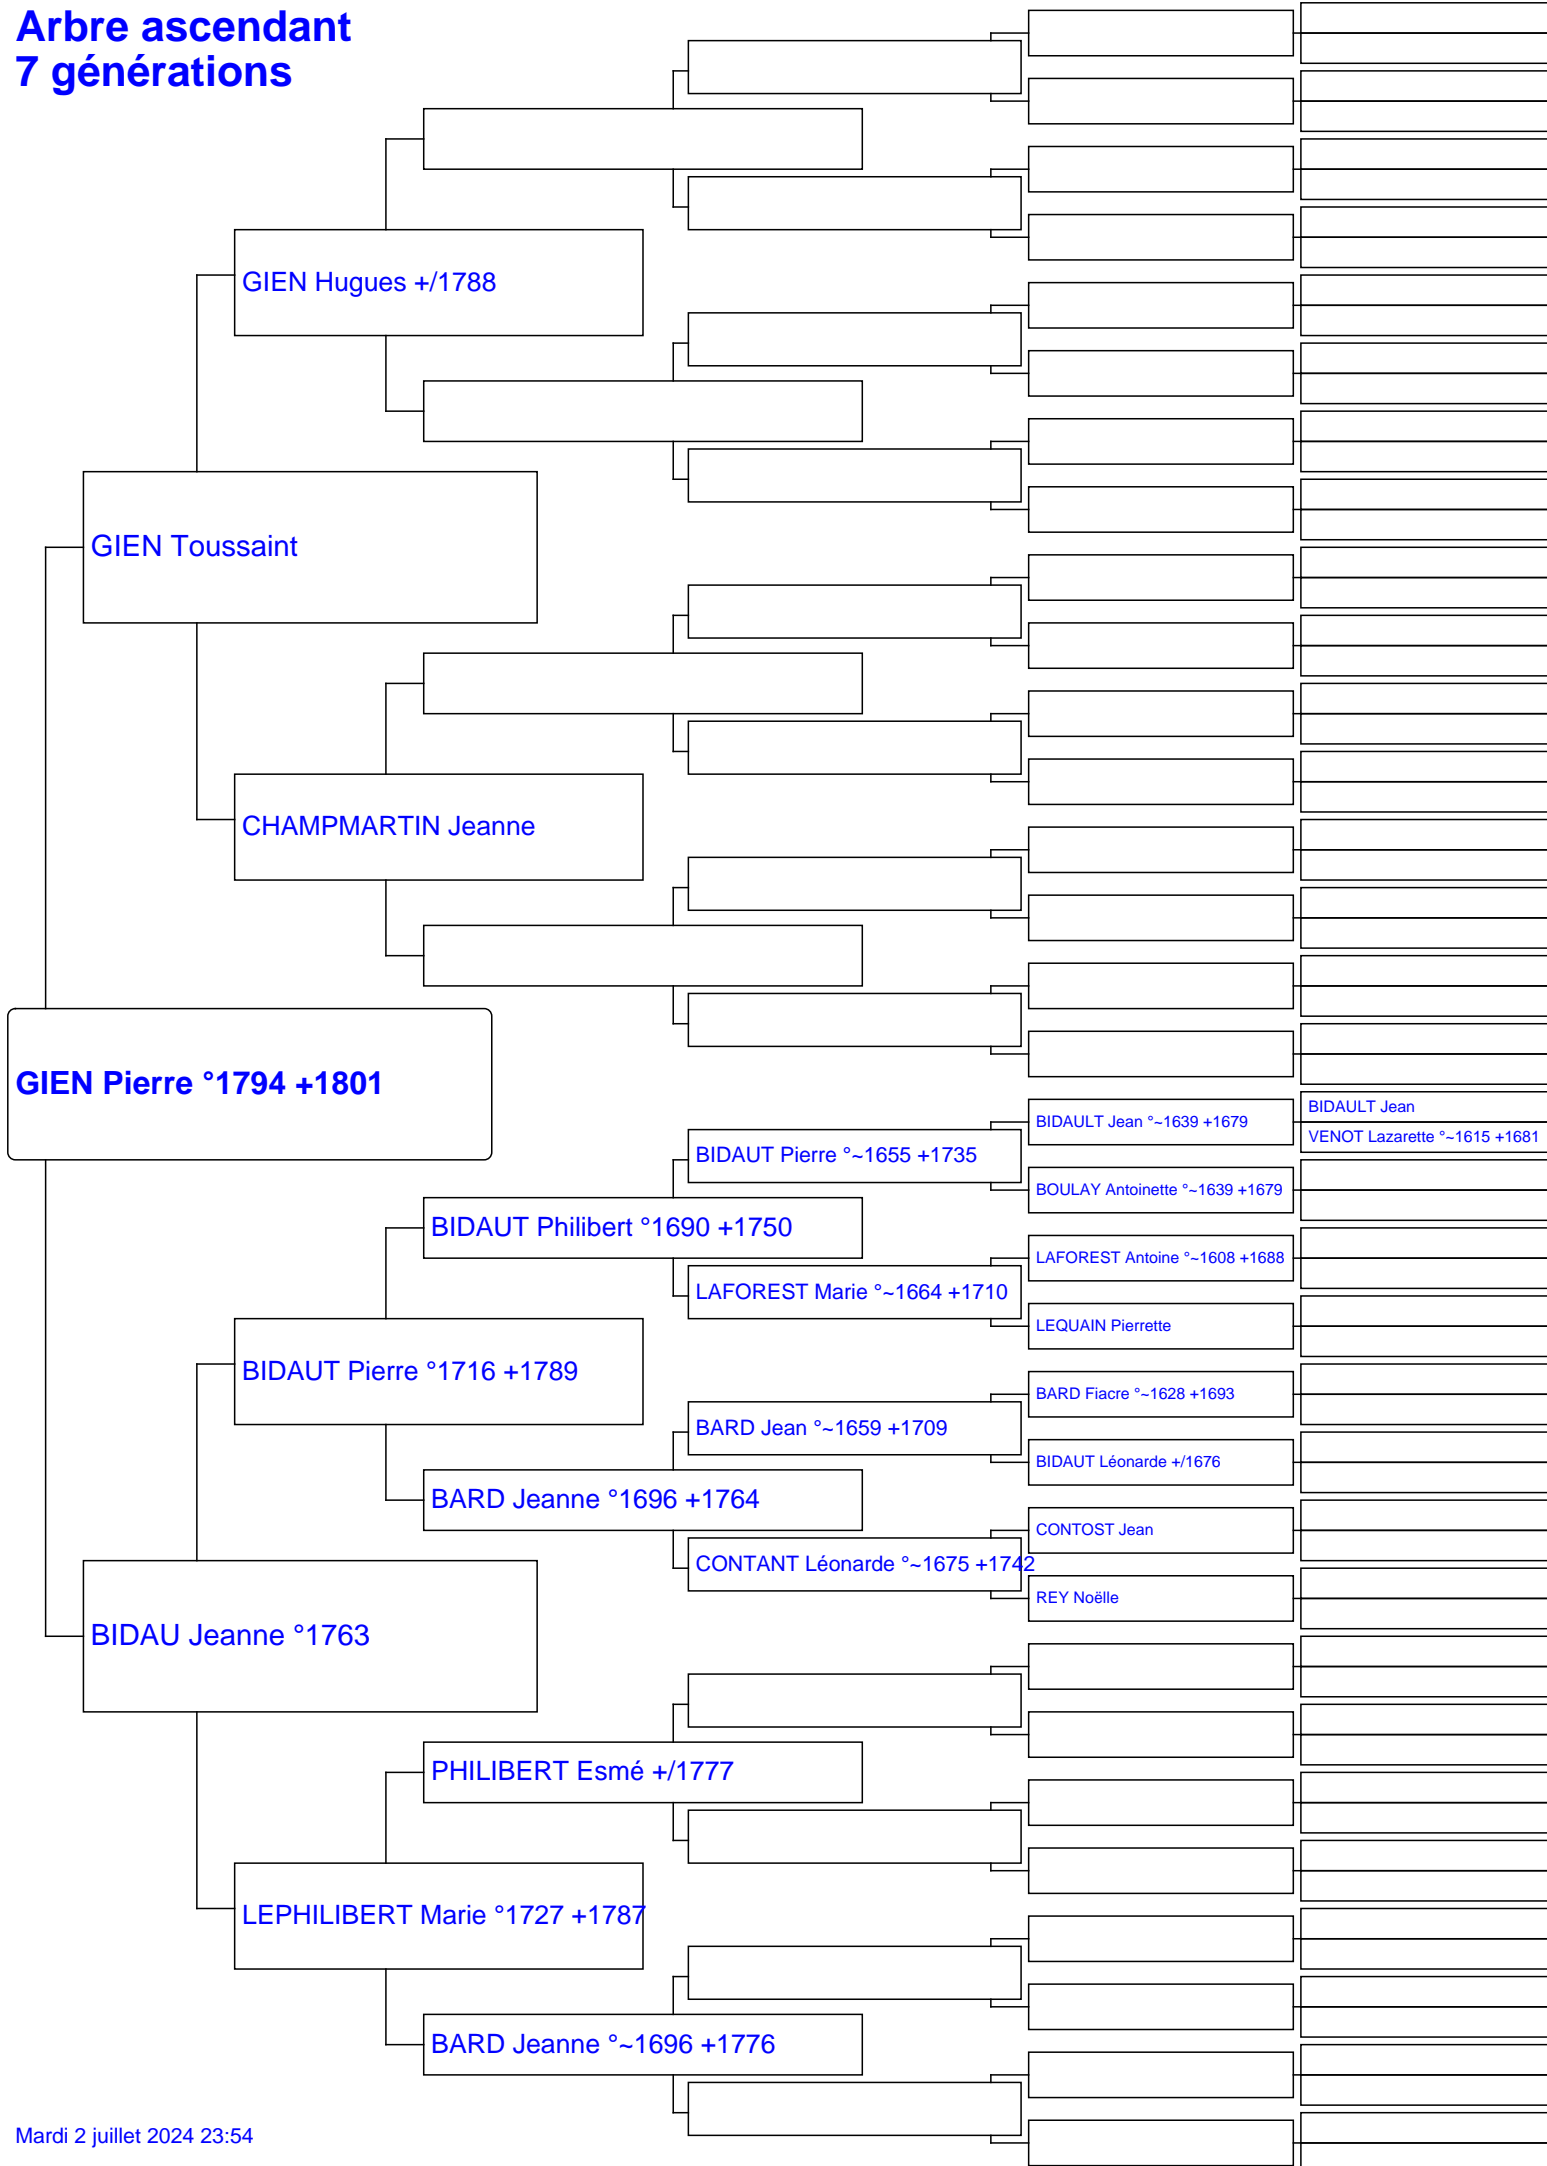 Arbre ascendant
7 générations
GIEN Hugues +/1788
GIEN Toussaint
CHAMPMARTIN Jeanne
GIEN Pierre °1794 +1801
BIDAULT Jean
BIDAULT Jean °~1639 +1679
VENOT Lazarette °~1615 +1681
BIDAUT Pierre °~1655 +1735
BOULAY Antoinette °~1639 +1679
BIDAUT Philibert °1690 +1750
LAFOREST Antoine °~1608 +1688
LAFOREST Marie °~1664 +1710
LEQUAIN Pierrette
BIDAUT Pierre °1716 +1789
BARD Fiacre °~1628 +1693
BARD Jean °~1659 +1709
BIDAUT Léonarde +/1676
BARD Jeanne °1696 +1764
CONTOST Jean
CONTANT Léonarde °~1675 +1742
REY Noëlle
BIDAU Jeanne °1763
PHILIBERT Esmé +/1777
LEPHILIBERT Marie °1727 +1787
BARD Jeanne °~1696 +1776
Mardi 2 juillet 2024 23:54